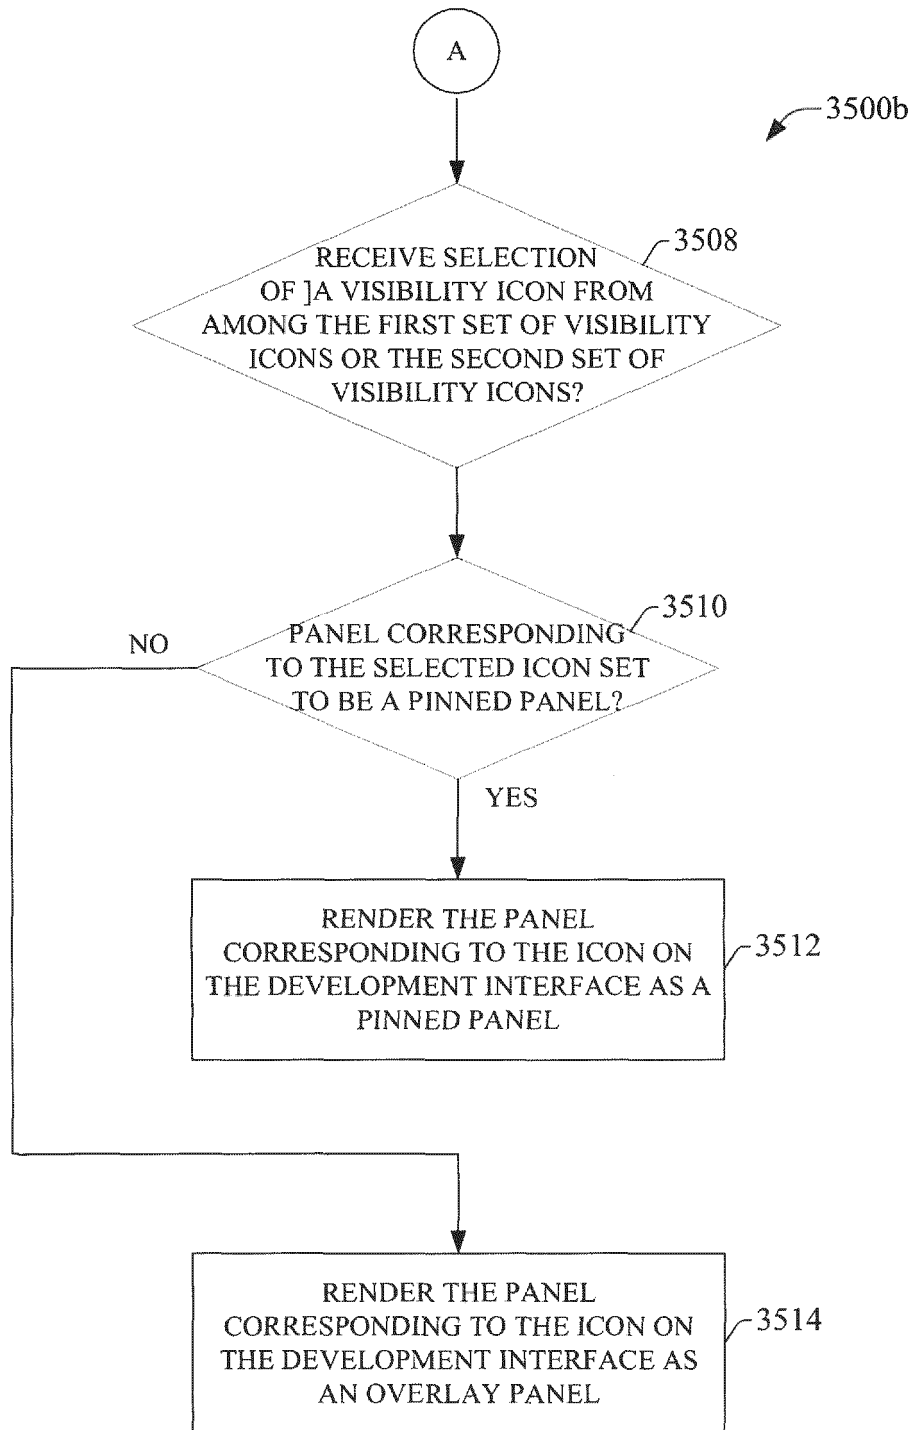 A
3500b
3508
RECEIVE SELECTION
OF ]A VISIBILITY ICON FROM
AMONG THE FIRST SET OF VISIBILITY
ICONS OR THE SECOND SET OF
VISIBILITY ICONS?
3510
NO
PANEL CORRESPONDING
TO THE SELECTED ICON SET
TO BE A PINNED PANEL?
YES
RENDER THE PANEL
CORRESPONDING TO THE ICON ON
THE DEVELOPMENT INTERFACE AS A
PINNED PANEL
3512
RENDER THE PANEL
CORRESPONDING TO THE ICON ON
THE DEVELOPMENT INTERFACE AS
AN OVERLAY PANEL
3514